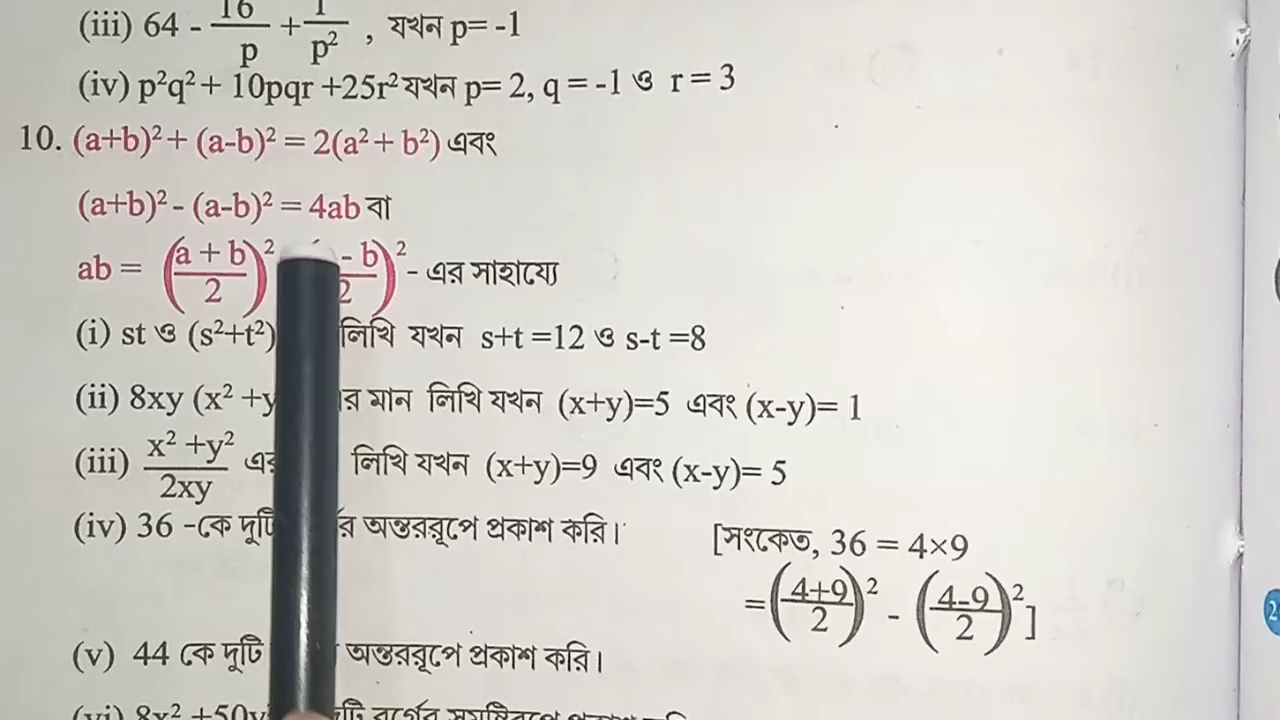 (iii) 64 - 16/p + 1/p² , যখন p= -1
(iv) p²q²+ 10pqr +25r² যখন p= 2, q = -1 ও r = 3
10. (a+b)² + (a-b)² = 2(a² + b²) এবং
(a+b)² - (a-b)² = 4ab বা
ab = ((a + b)/2)² - b)/2)² - এর সাহায্যে
(i) st ও (s²+t²) লিখি যখন s+t =12 ও s-t =8
(ii) 8xy (x² +y মান লিখি যখন (x+y)=5 এবং (x-y)= 1
(iii) (x² +y²)/2xy লিখি যখন (x+y)=9 এবং (x-y)= 5
(iv) 36 -কে দুটি অন্তররূপে প্রকাশ করি। [সংকেত, 36 = 4×9
=((4+9)/2)² - ((4-9)/2)²]
(v) 44 কে দুটি অন্তররূপে প্রকাশ করি।
(vi) 8x² +50y